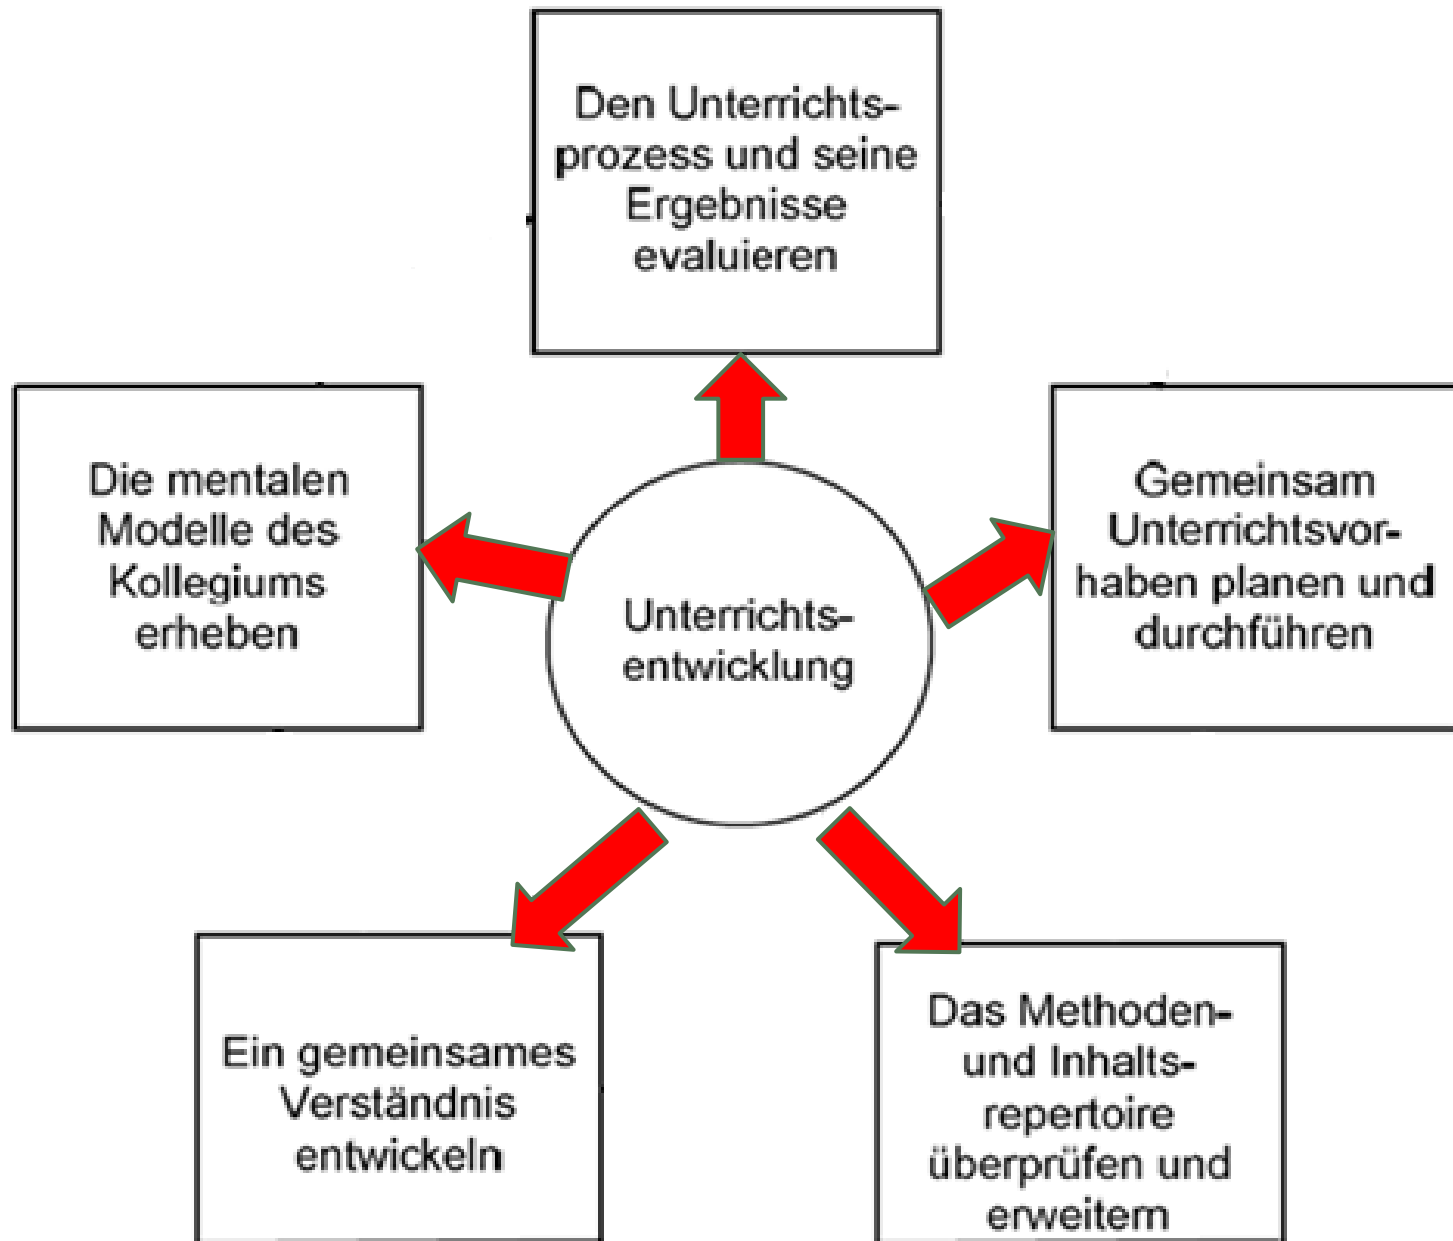 Den Unterrichts-
prozess und seine
Ergebnisse
evaluieren
Die mentalen
Modelle des
Kollegiums
erheben
Gemeinsam
Unterrichtsvor-
haben planen und
durchführen
Unterrichts-
entwicklung
Ein gemeinsames
Verständnis
entwickeln
Das Methoden-
und Inhalts-
repertoire
überprüfen und
erweitern